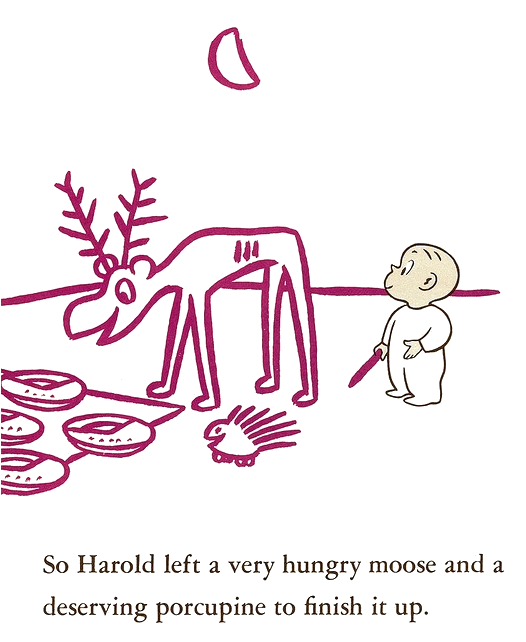 So Harold left a very hungry moose and a
deserving porcupine to finish it up.